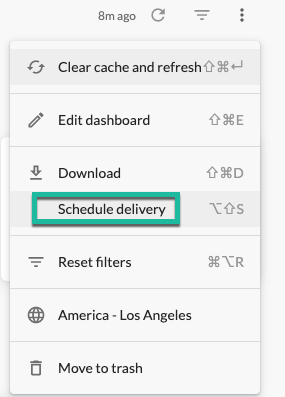 8m ago
Clear cache and refresh ⇧⌘↵
Edit dashboard ⇧⌘E
Download ⇧⌘D
Schedule delivery ⌥⇧S
Reset filters ⌘⌥R
America - Los Angeles
Move to trash